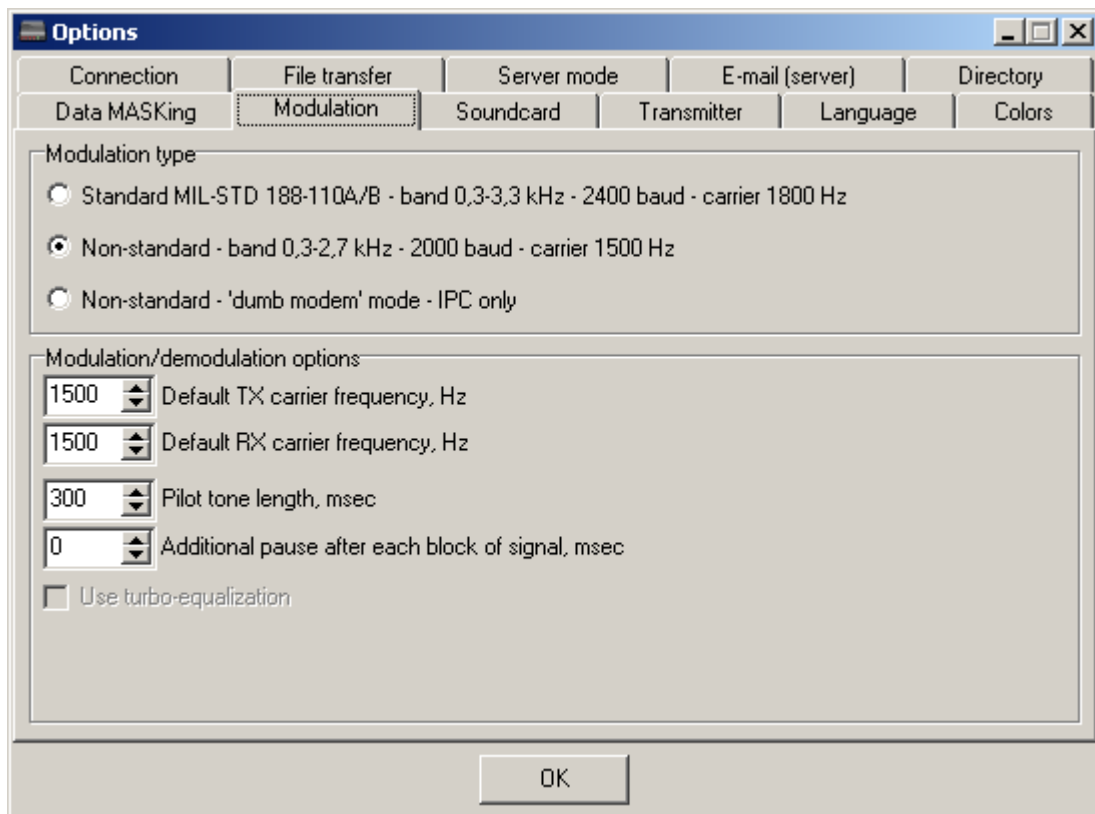 Options
Connection File transfer Server mode E-mail (server) Directory
Data MASKing Modulation Soundcard Transmitter Language Colors
Modulation type
Standard MIL-STD 188-110A/B - band 0,3-3,3 kHz - 2400 baud - carrier 1800 Hz
Non-standard - band 0,3-2,7 kHz - 2000 baud - carrier 1500 Hz
Non-standard - 'dumb modem' mode - IPC only
Modulation/demodulation options
1500 Default TX carrier frequency, Hz
1500 Default RX carrier frequency, Hz
300 Pilot tone length, msec
0 Additional pause after each block of signal, msec
Use turbo-equalization
OK